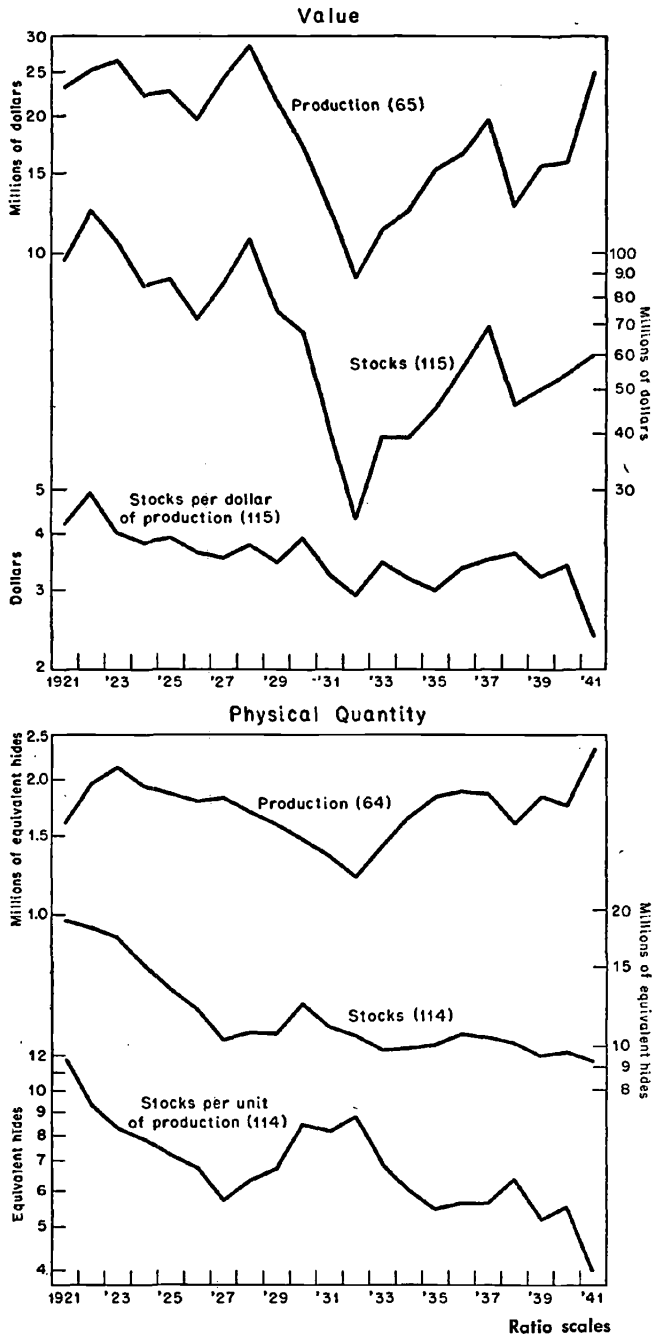 Value
30
25
20
15
10
Millions of dollars
Production (65)
100
9.0
80
70
60
50
40
30
Millions of dollars
Stocks (115)
5
4
3
2
Dollars
Stocks per dollar
of production (115)
1921 '23 '25 '27 '29 '31 '33 '35 '37 '39 '41
Physical Quantity
2.5
2.0
1.5
1.0
Millions of equivalent hides
Production (64)
20
15
10
9
8
Millions of equivalent hides
Stocks (114)
12
10
9
8
7
6
5
4
Equivalent hides
Stocks per unit
of production (114)
1921 '23 '25 '27 '29 '31 '33 '35 '37 '39 '41
Ratio scales